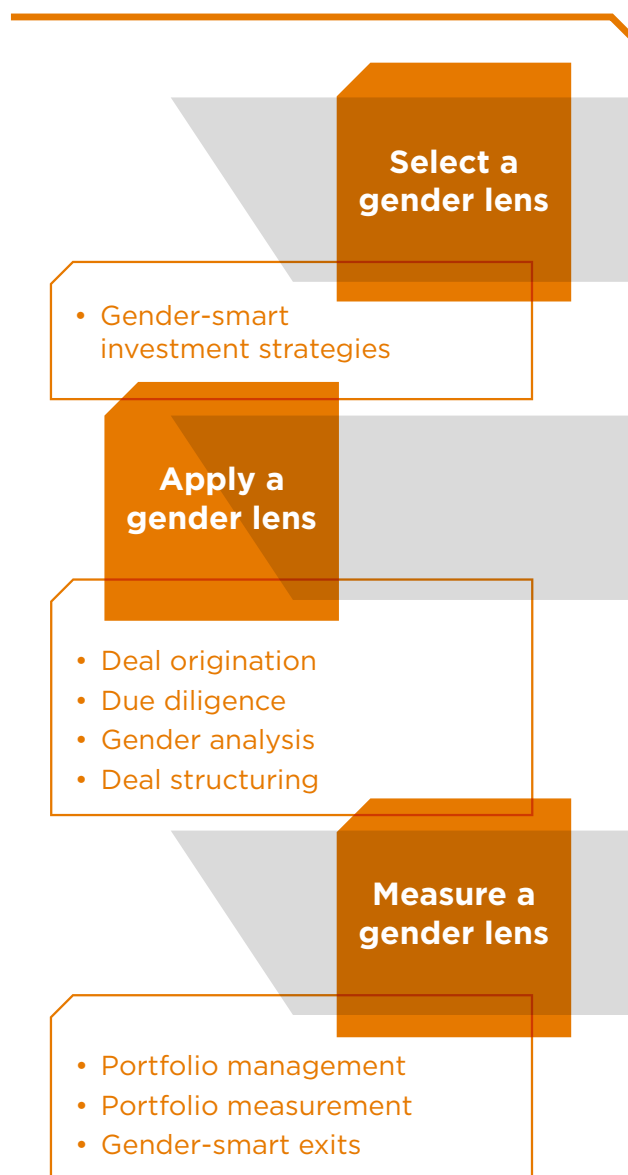 Select a
gender lens
• Gender-smart
investment strategies
Apply a
gender lens
• Deal origination
• Due diligence
• Gender analysis
• Deal structuring
Measure a
gender lens
• Portfolio management
• Portfolio measurement
• Gender-smart exits